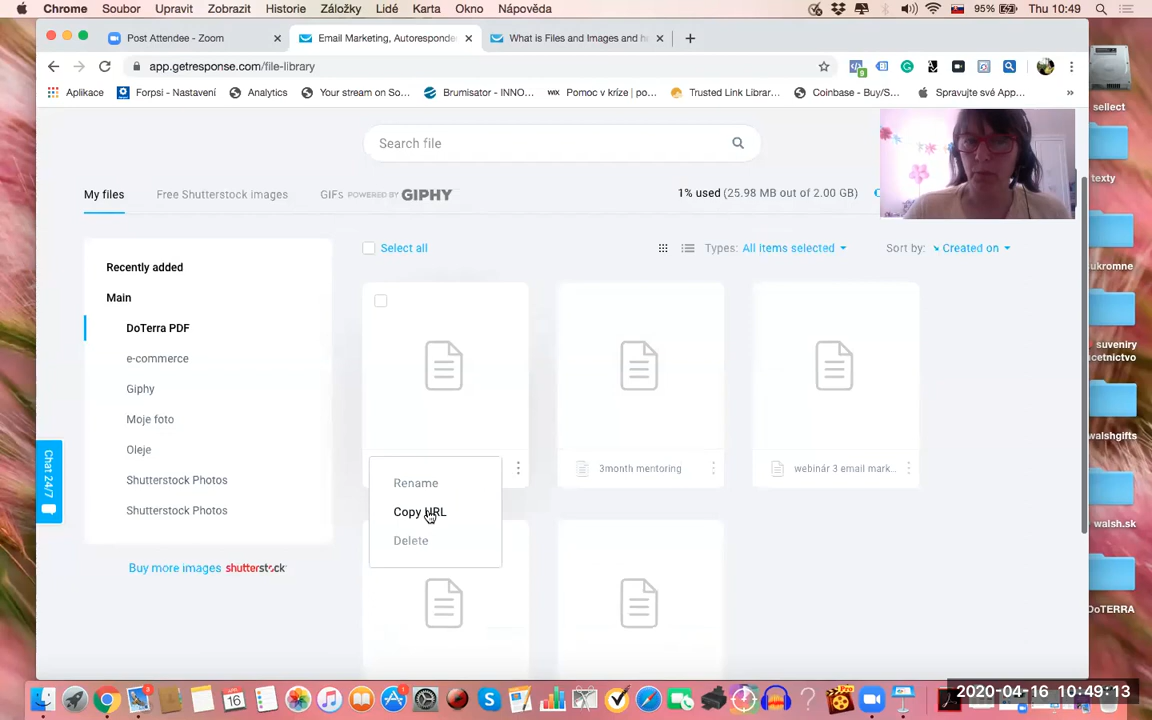 Chrome Soubor Upravit Zobrazit Historie Záložky Lidé Karta Okno Nápověda 95% Thu 10:49
Post Attendee - Zoom × Email Marketing, Autoresponde × What is Files and Images and h × +
app.getresponse.com/file-library
Aplikace Forpsi - Nastavení Analytics Your stream on So... Brumisator - INNO... WIX Pomoc v kríze | po... Trusted Link Librar... Coinbase - Buy/S... Spravujte své App... »
9
Search file
My files Free Shutterstock images GIFs POWERED BY GIPHY 1% used (25.98 MB out of 2.00 GB)
Select all Types: All items selected Sort by: Created on
Recently added
Main
DoTerra PDF
e-commerce
Giphy
Moje foto
Oleje
Shutterstock Photos
Shutterstock Photos
Buy more images shutterstock
3month mentoring
webinár 3 email mark...
Rename
Copy URL
Delete
Chat 24/7
sellect
texty
sukromne
suveniry
walshgifts
walsh.sk
DoTERRA
2020-04-16 10:49:13